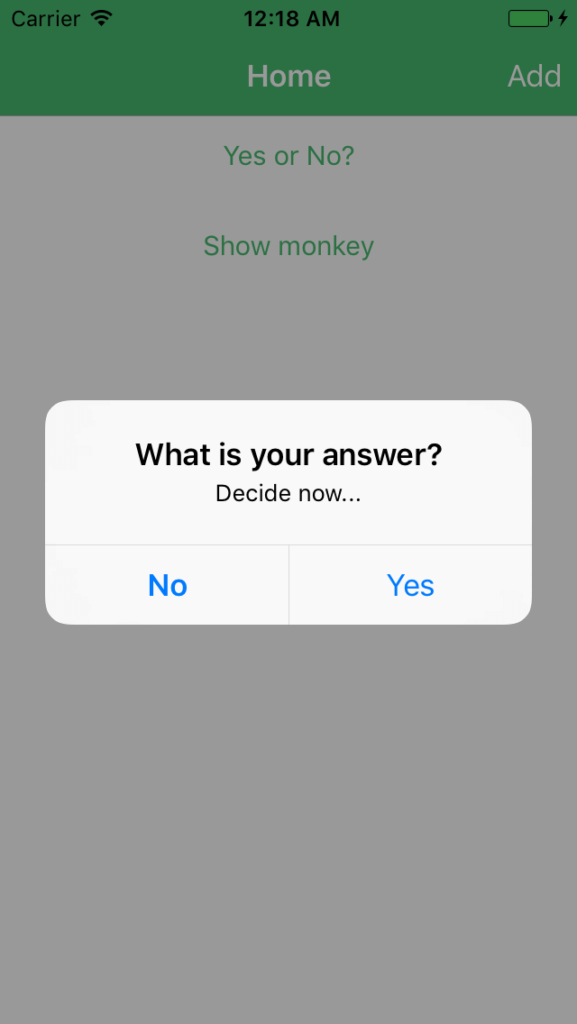 Carrier 12:18 AM
Home Add
Yes or No?
Show monkey
What is your answer?
Decide now...
No Yes